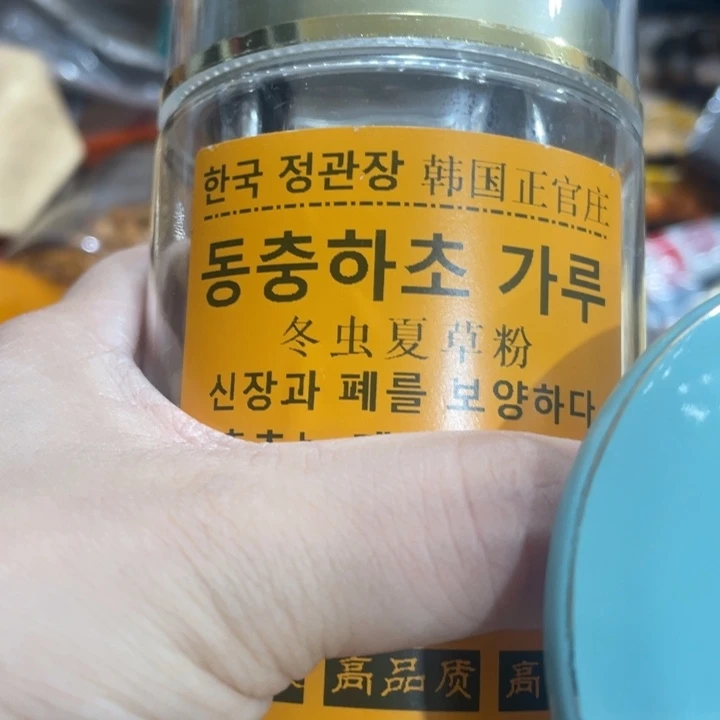 한국 정관장 韩国正官庄
동충하초 가루
冬虫夏草粉
신장과 폐를 보양하다
高品质 高